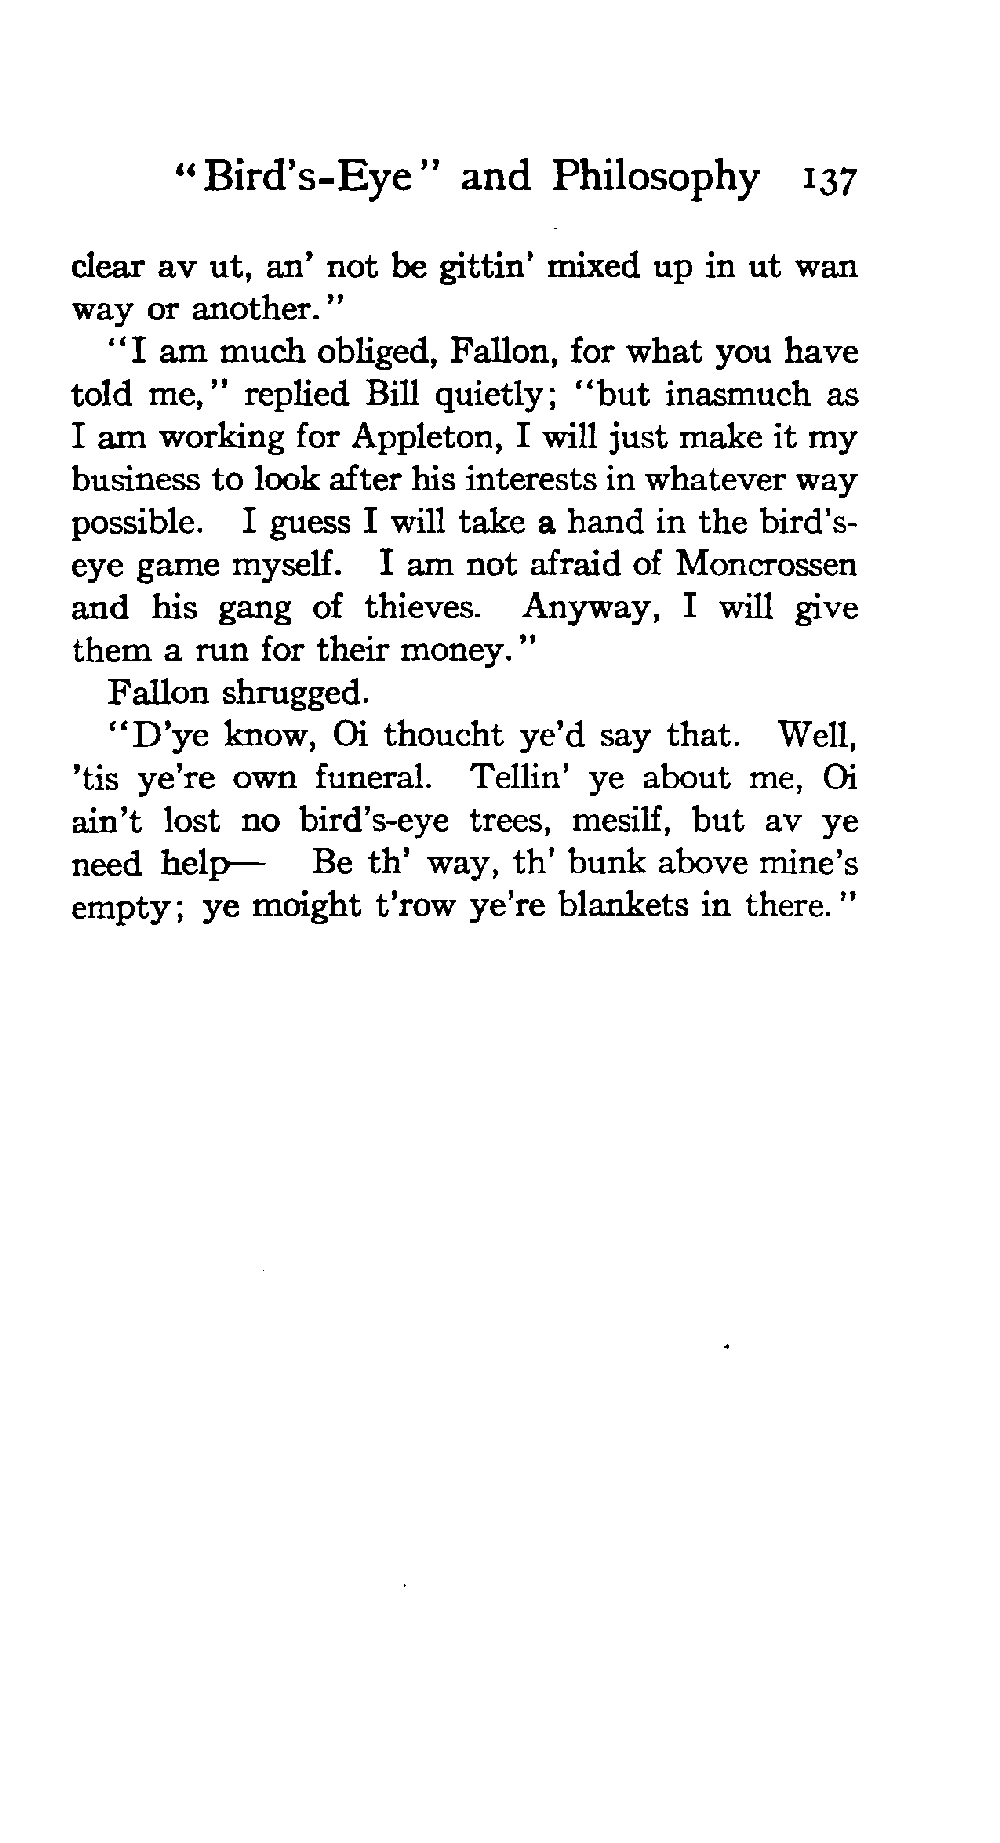 "Bird's-Eye" and Philosophy 137
clear av ut, an' not be gittin' mixed up in ut wan
way or another."
"I am much obliged, Fallon, for what you have
told me," replied Bill quietly; "but inasmuch as
I am working for Appleton, I will just make it my
business to look after his interests in whatever way
possible. I guess I will take a hand in the bird's-
eye game myself. I am not afraid of Moncrossen
and his gang of thieves. Anyway, I will give
them a run for their money."
Fallon shrugged.
"D'ye know, Oi thoucht ye'd say that. Well,
'tis ye're own funeral. Tellin' ye about me, Oi
ain't lost no bird's-eye trees, mesilf, but av ye
need help— Be th' way, th' bunk above mine's
empty; ye moight t'row ye're blankets in there."